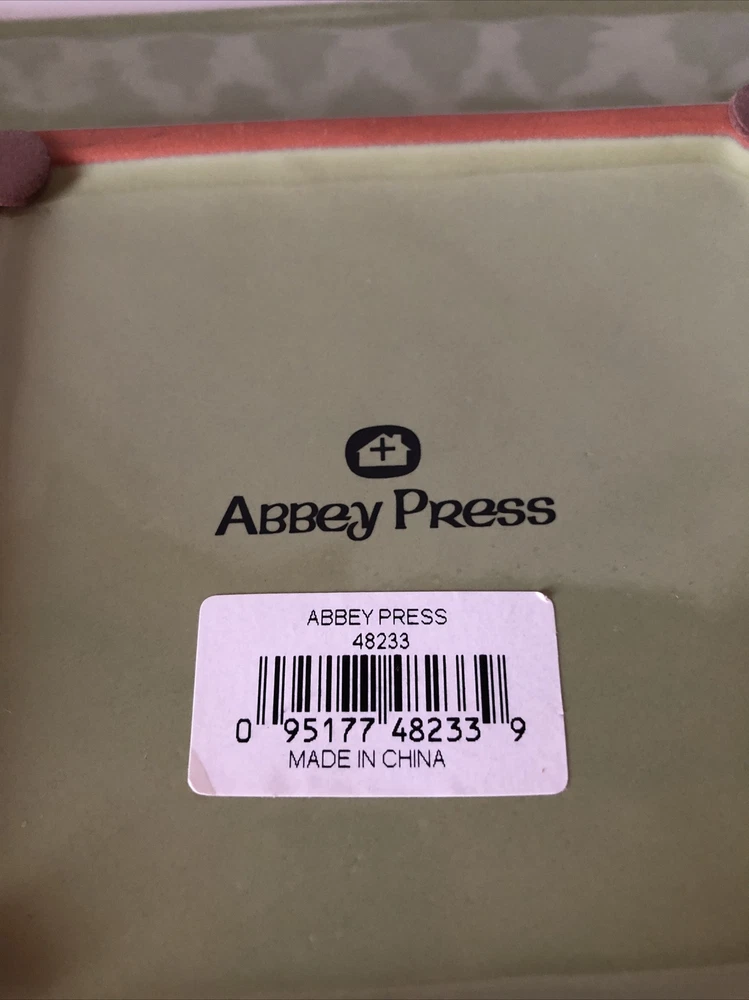 Abbey Press
ABBEY PRESS
48233
0 95177 48233 9
MADE IN CHINA